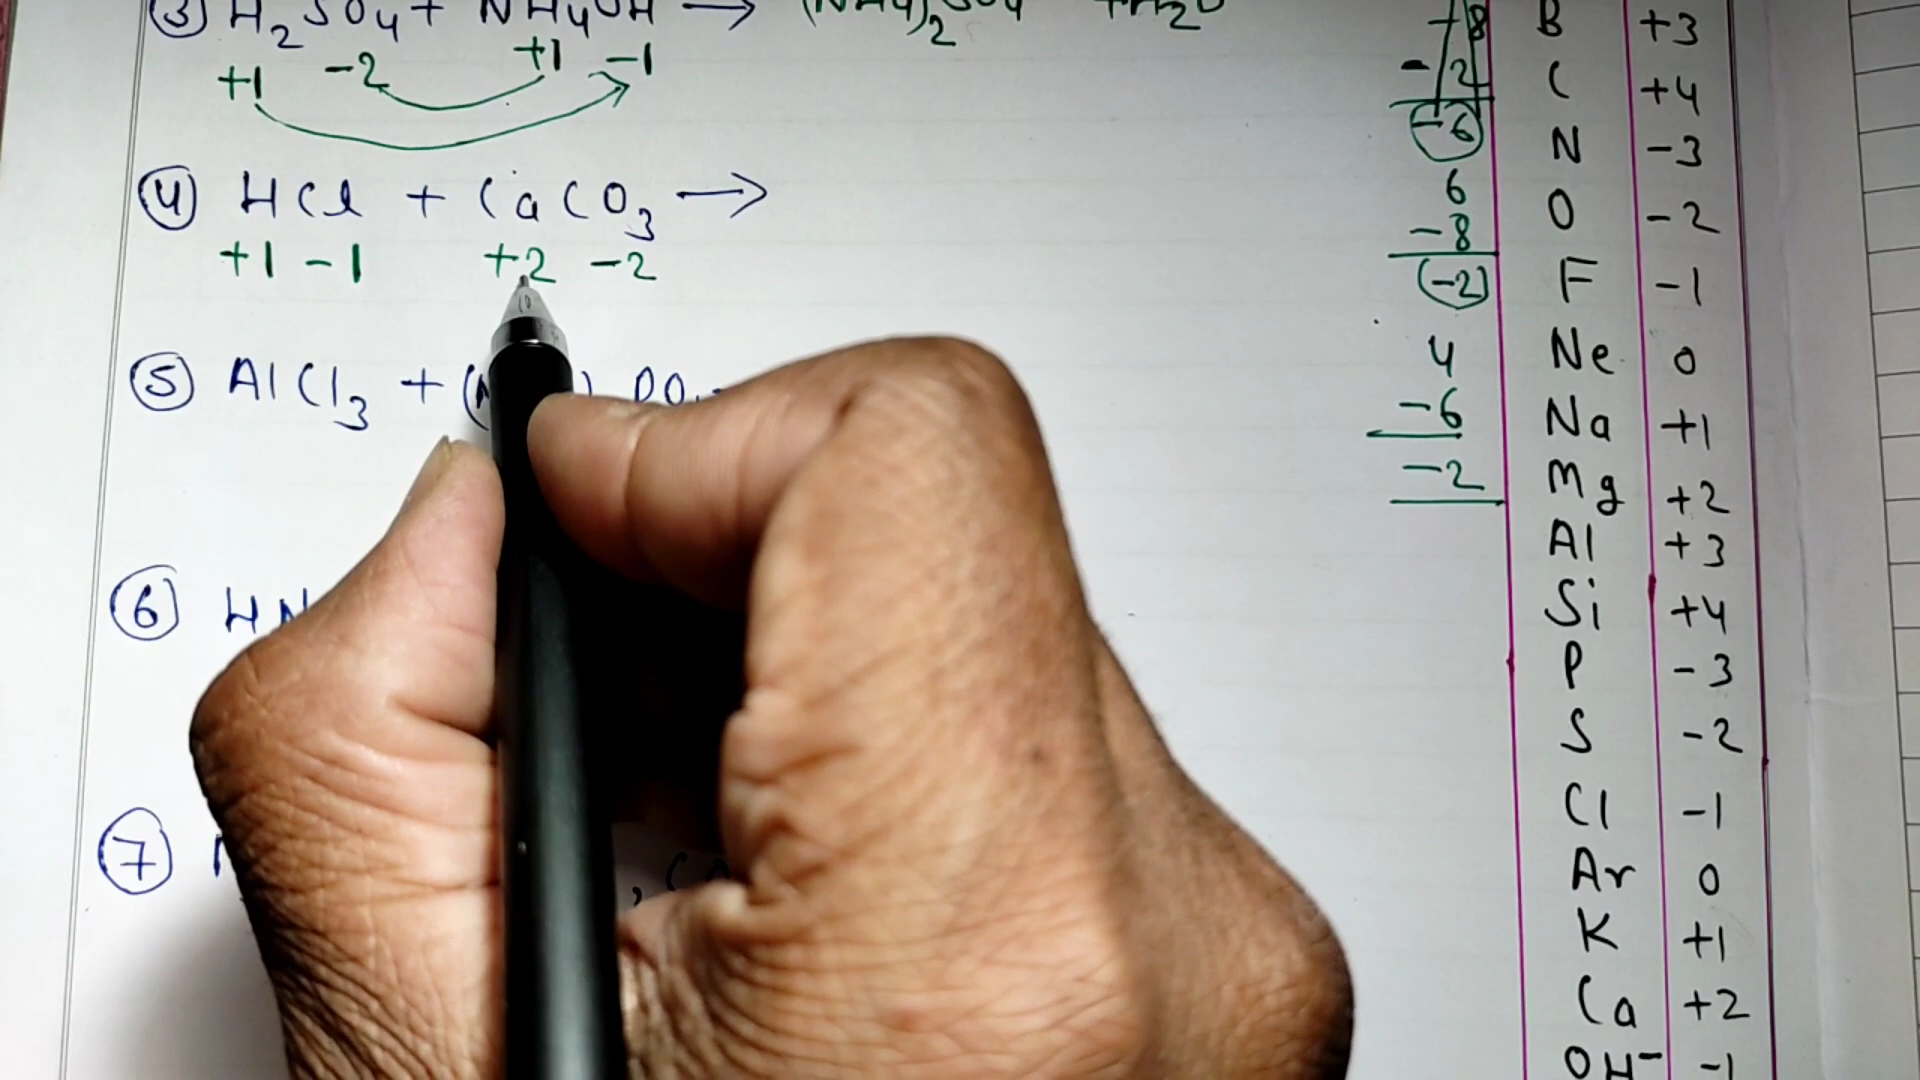 ③ H₂SO₄ + NH₄OH → (NH₄)₂SO₄ + H₂O
+1 -2 +1 -1
④ HCl + CaCO₃ →
+1 -1 +2 -2
⑤ AlCl₃ +
⑥
⑦
+8
-2
-6
6
-8
(-2)
4
-6
-2
B +3
C +4
N -3
O -2
F -1
Ne 0
Na +1
Mg +2
Al +3
Si +4
P -3
S -2
Cl -1
Ar 0
K +1
Ca +2
OH⁻ -1